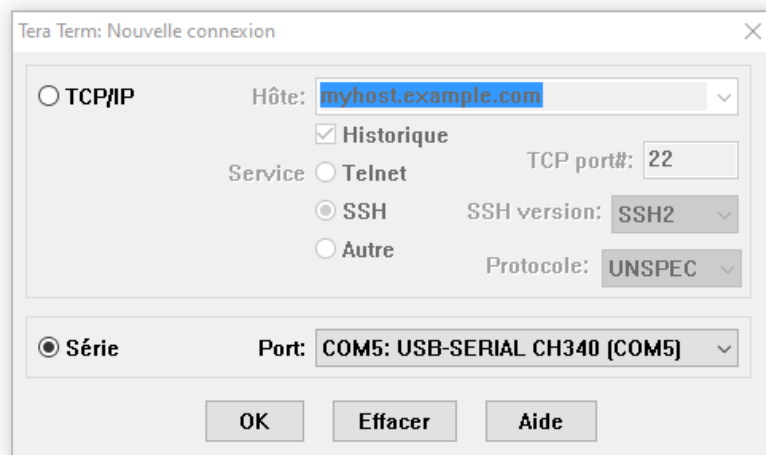 Tera Term: Nouvelle connexion
TCP/IP Hôte: myhost.example.com
Historique
Service Telnet TCP port#: 22
SSH SSH version: SSH2
Autre Protocole: UNSPEC
Série Port: COM5: USB-SERIAL CH340 (COM5)
OK Effacer Aide